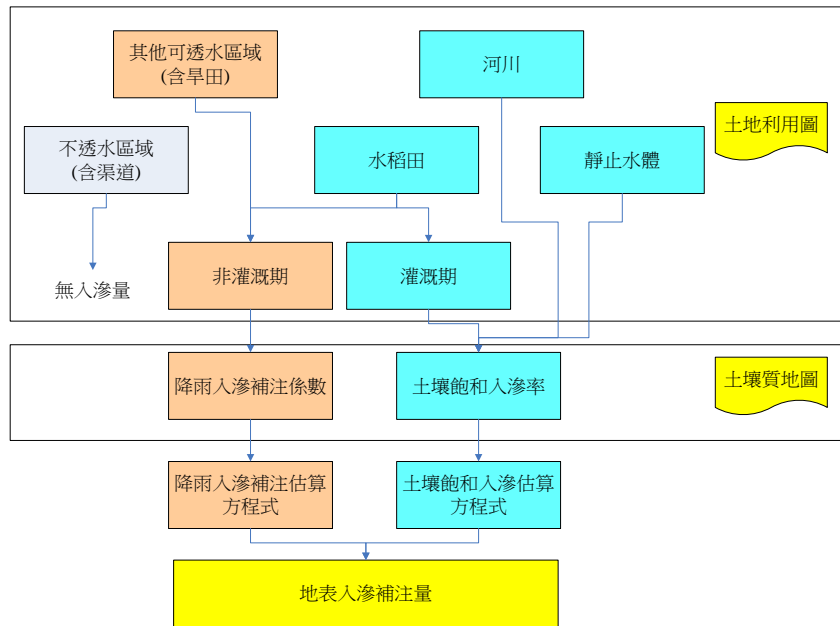 其他可透水區域
(含旱田)
河川
土地利用圖
不透水區域
(含渠道)
水稻田
靜止水體
非灌溉期
灌溉期
無入滲量
降雨入滲補注係數
土壤飽和入滲率
土壤質地圖
降雨入滲補注估算
方程式
土壤飽和入滲估算
方程式
地表入滲補注量